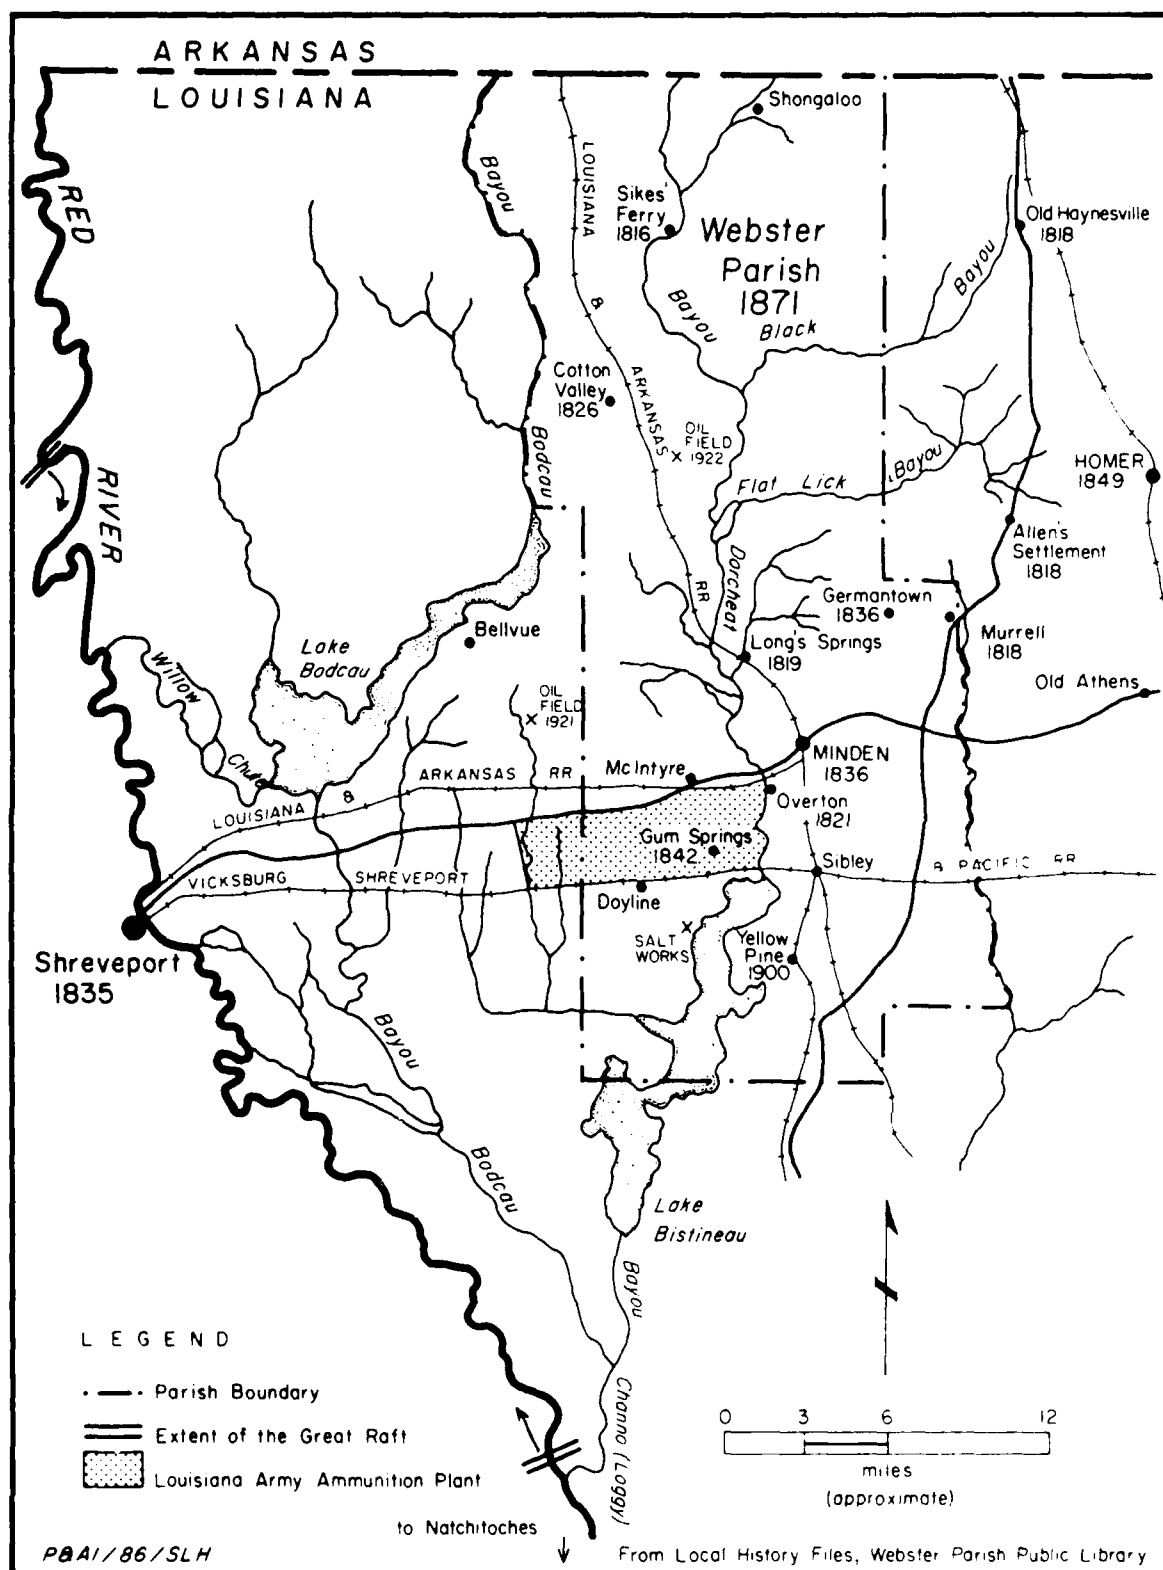 ARKANSAS
LOUISIANA
RED
RIVER
Bayou
Bodcau
LOUISIANA
&
ARKANSAS
RR
Shongaloo
Sikes'
Ferry
1816
Webster
Parish
1871
Bayou
Black
Bayou
Old Haynesville
1818
Cotton
Valley
1826
OIL
FIELD
1922
Flat Lick
Bayou
HOMER
1849
Allen's
Settlement
1818
Dorcheat
Germantown
1836
Murrell
1818
Long's Springs
1819
Old Athens
Bellvue
Lake
Bodcau
Willow
Chute
OIL
FIELD
1921
MINDEN
1836
McIntyre
LOUISIANA & ARKANSAS RR
Overton
1821
Gum Springs
1842
Sibley
VICKSBURG SHREVEPORT & PACIFIC RR
Doyline
SALT
WORKS
Yellow
Pine
1900
Shreveport
1835
Bayou
Bodcau
Lake
Bistineau
Bayou
Channo (Loggy)
LEGEND
Parish Boundary
Extent of the Great Raft
Louisiana Army Ammunition Plant
0 3 6 12
miles
(approximate)
to Natchitoches
P&AI/86/SLH
From Local History Files, Webster Parish Public Library